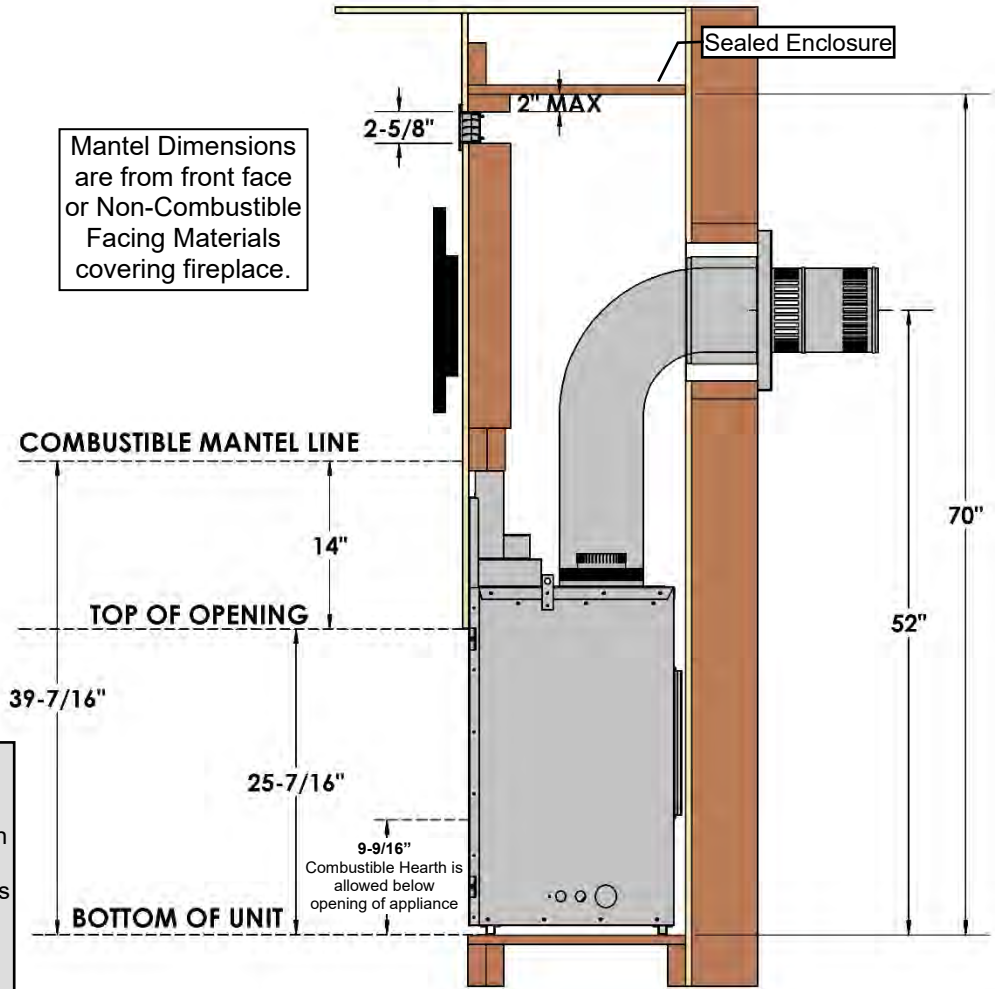 Sealed Enclosure
2" MAX
2-5/8"
Mantel Dimensions
are from front face
or Non-Combustible
Facing Materials
covering fireplace.
COMBUSTIBLE MANTEL LINE
14"
70"
TOP OF OPENING
52"
39-7/16"
25-7/16"
9-9/16”
Combustible Hearth is
allowed below
opening of appliance
BOTTOM OF UNIT